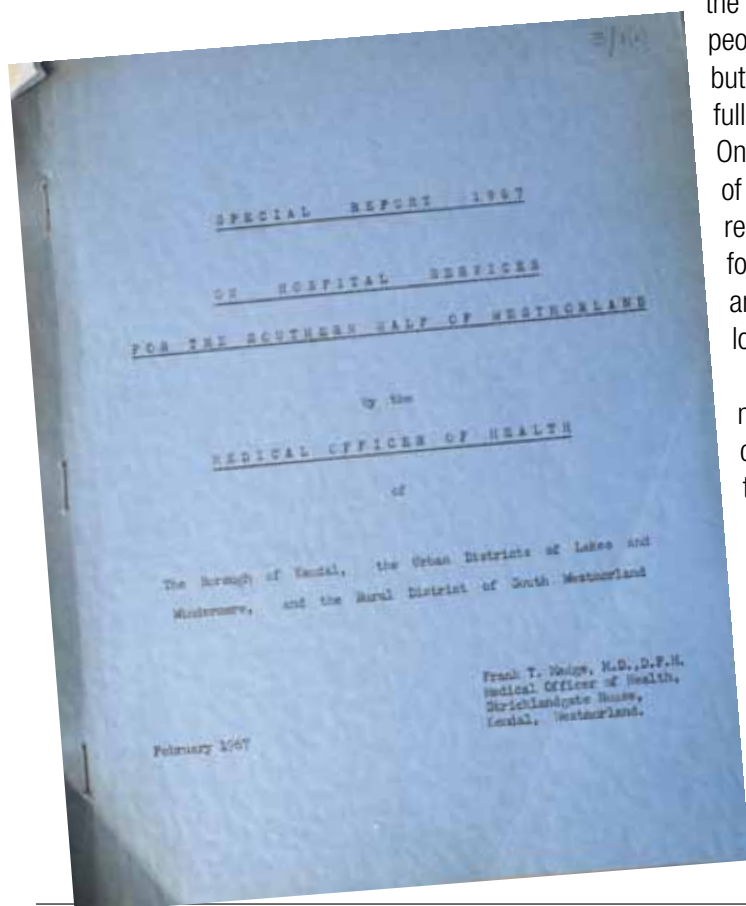 SPECIAL REPORT 1967
ON HOSPITAL SERVICES
FOR THE SOUTHERN HALF OF WESTMORLAND
by the
MEDICAL OFFICER OF HEALTH
of
The Borough of Kendal, the Urban Districts of Lakes and
Windermere, and the Rural District of South Westmorland
Frank T. M.D.,D.P.H.
Medical Officer of Health,
Stricklandgate House,
Kendal, Westmorland.
February 1967
the
peo
but
full
On
of
re
fo
ar
lo